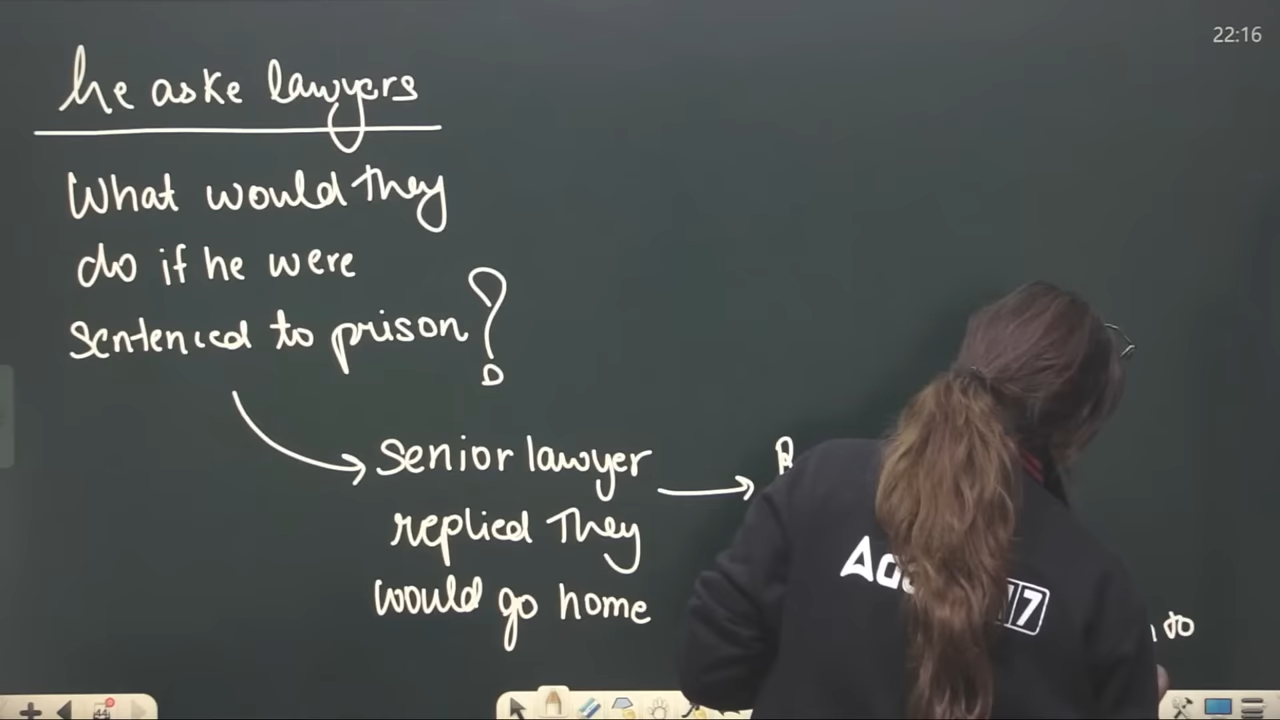 22:16
he aske lawyers
What would they
do if he were
sentenced to prison?
senior lawyer
replied They
would go home